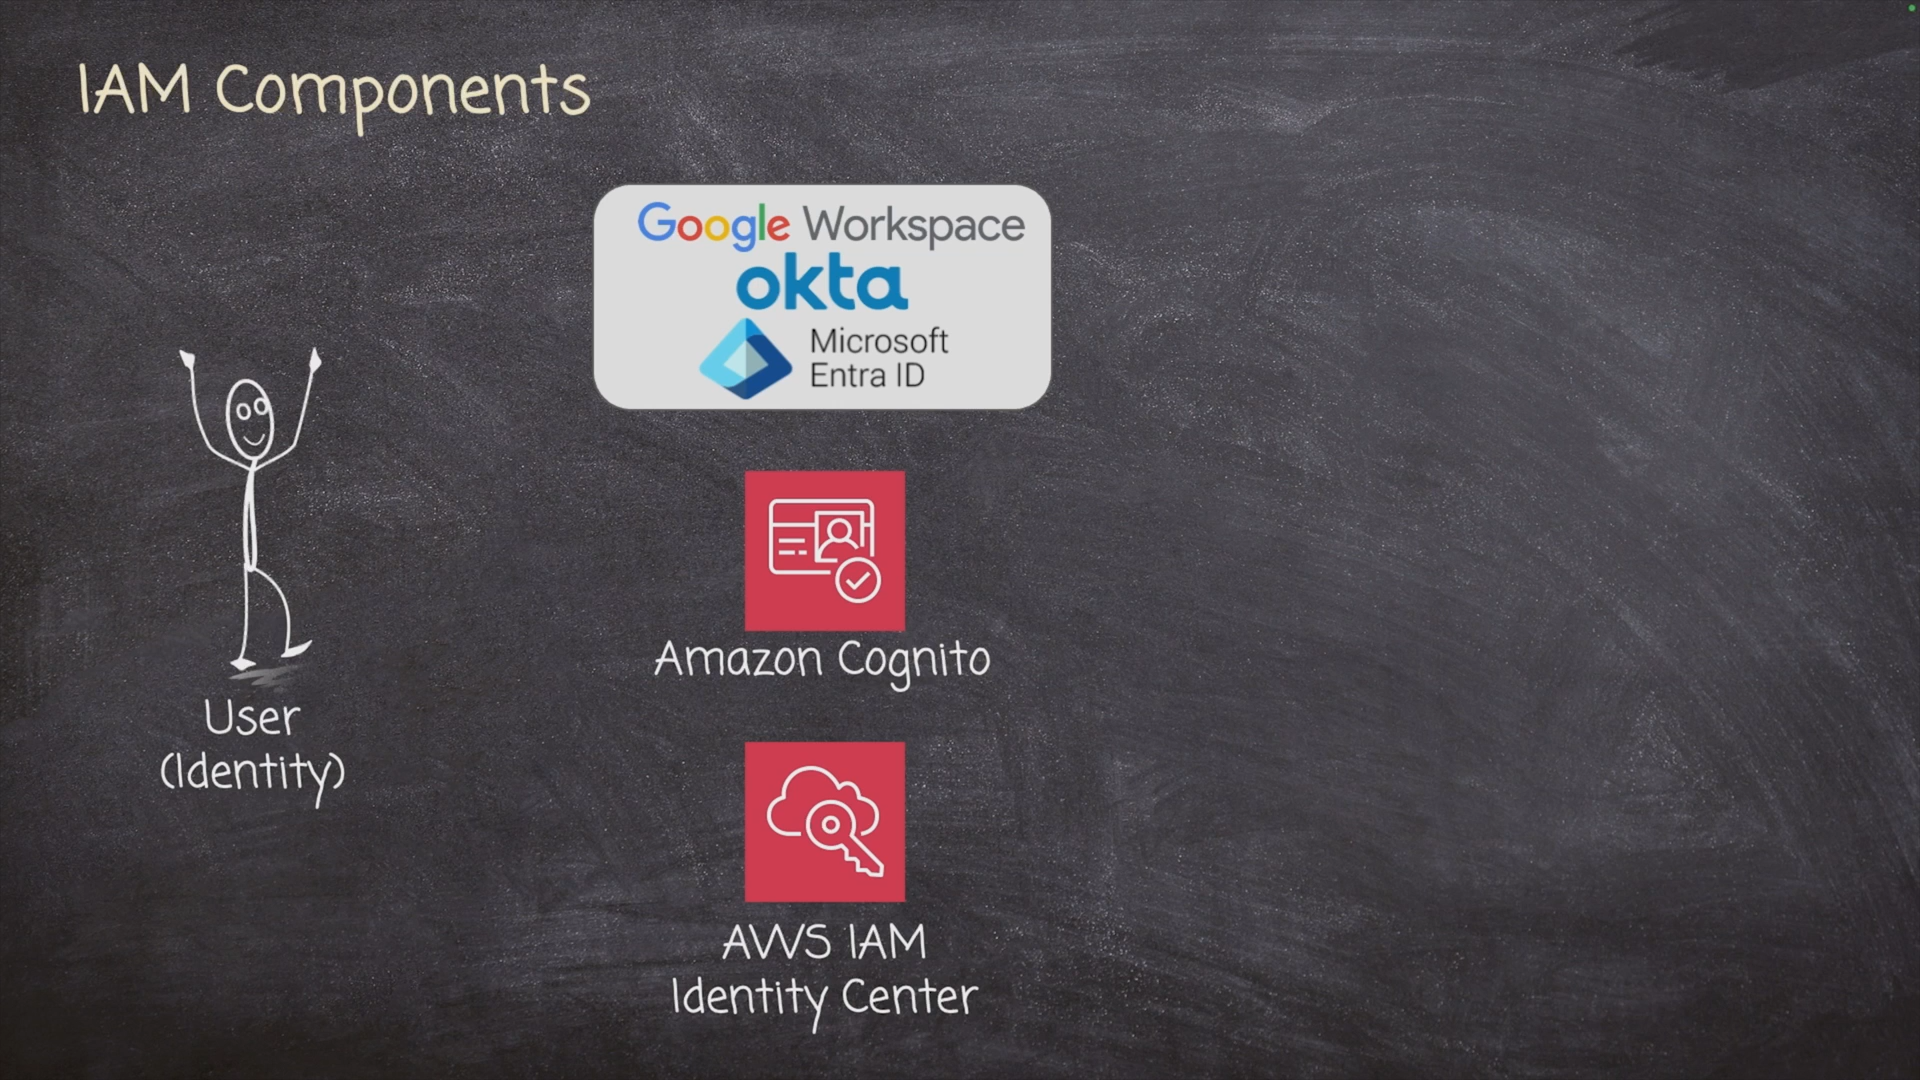 IAM Components
Google Workspace
okta
Microsoft
Entra ID
User
(Identity)
Amazon Cognito
AWS IAM
Identity Center